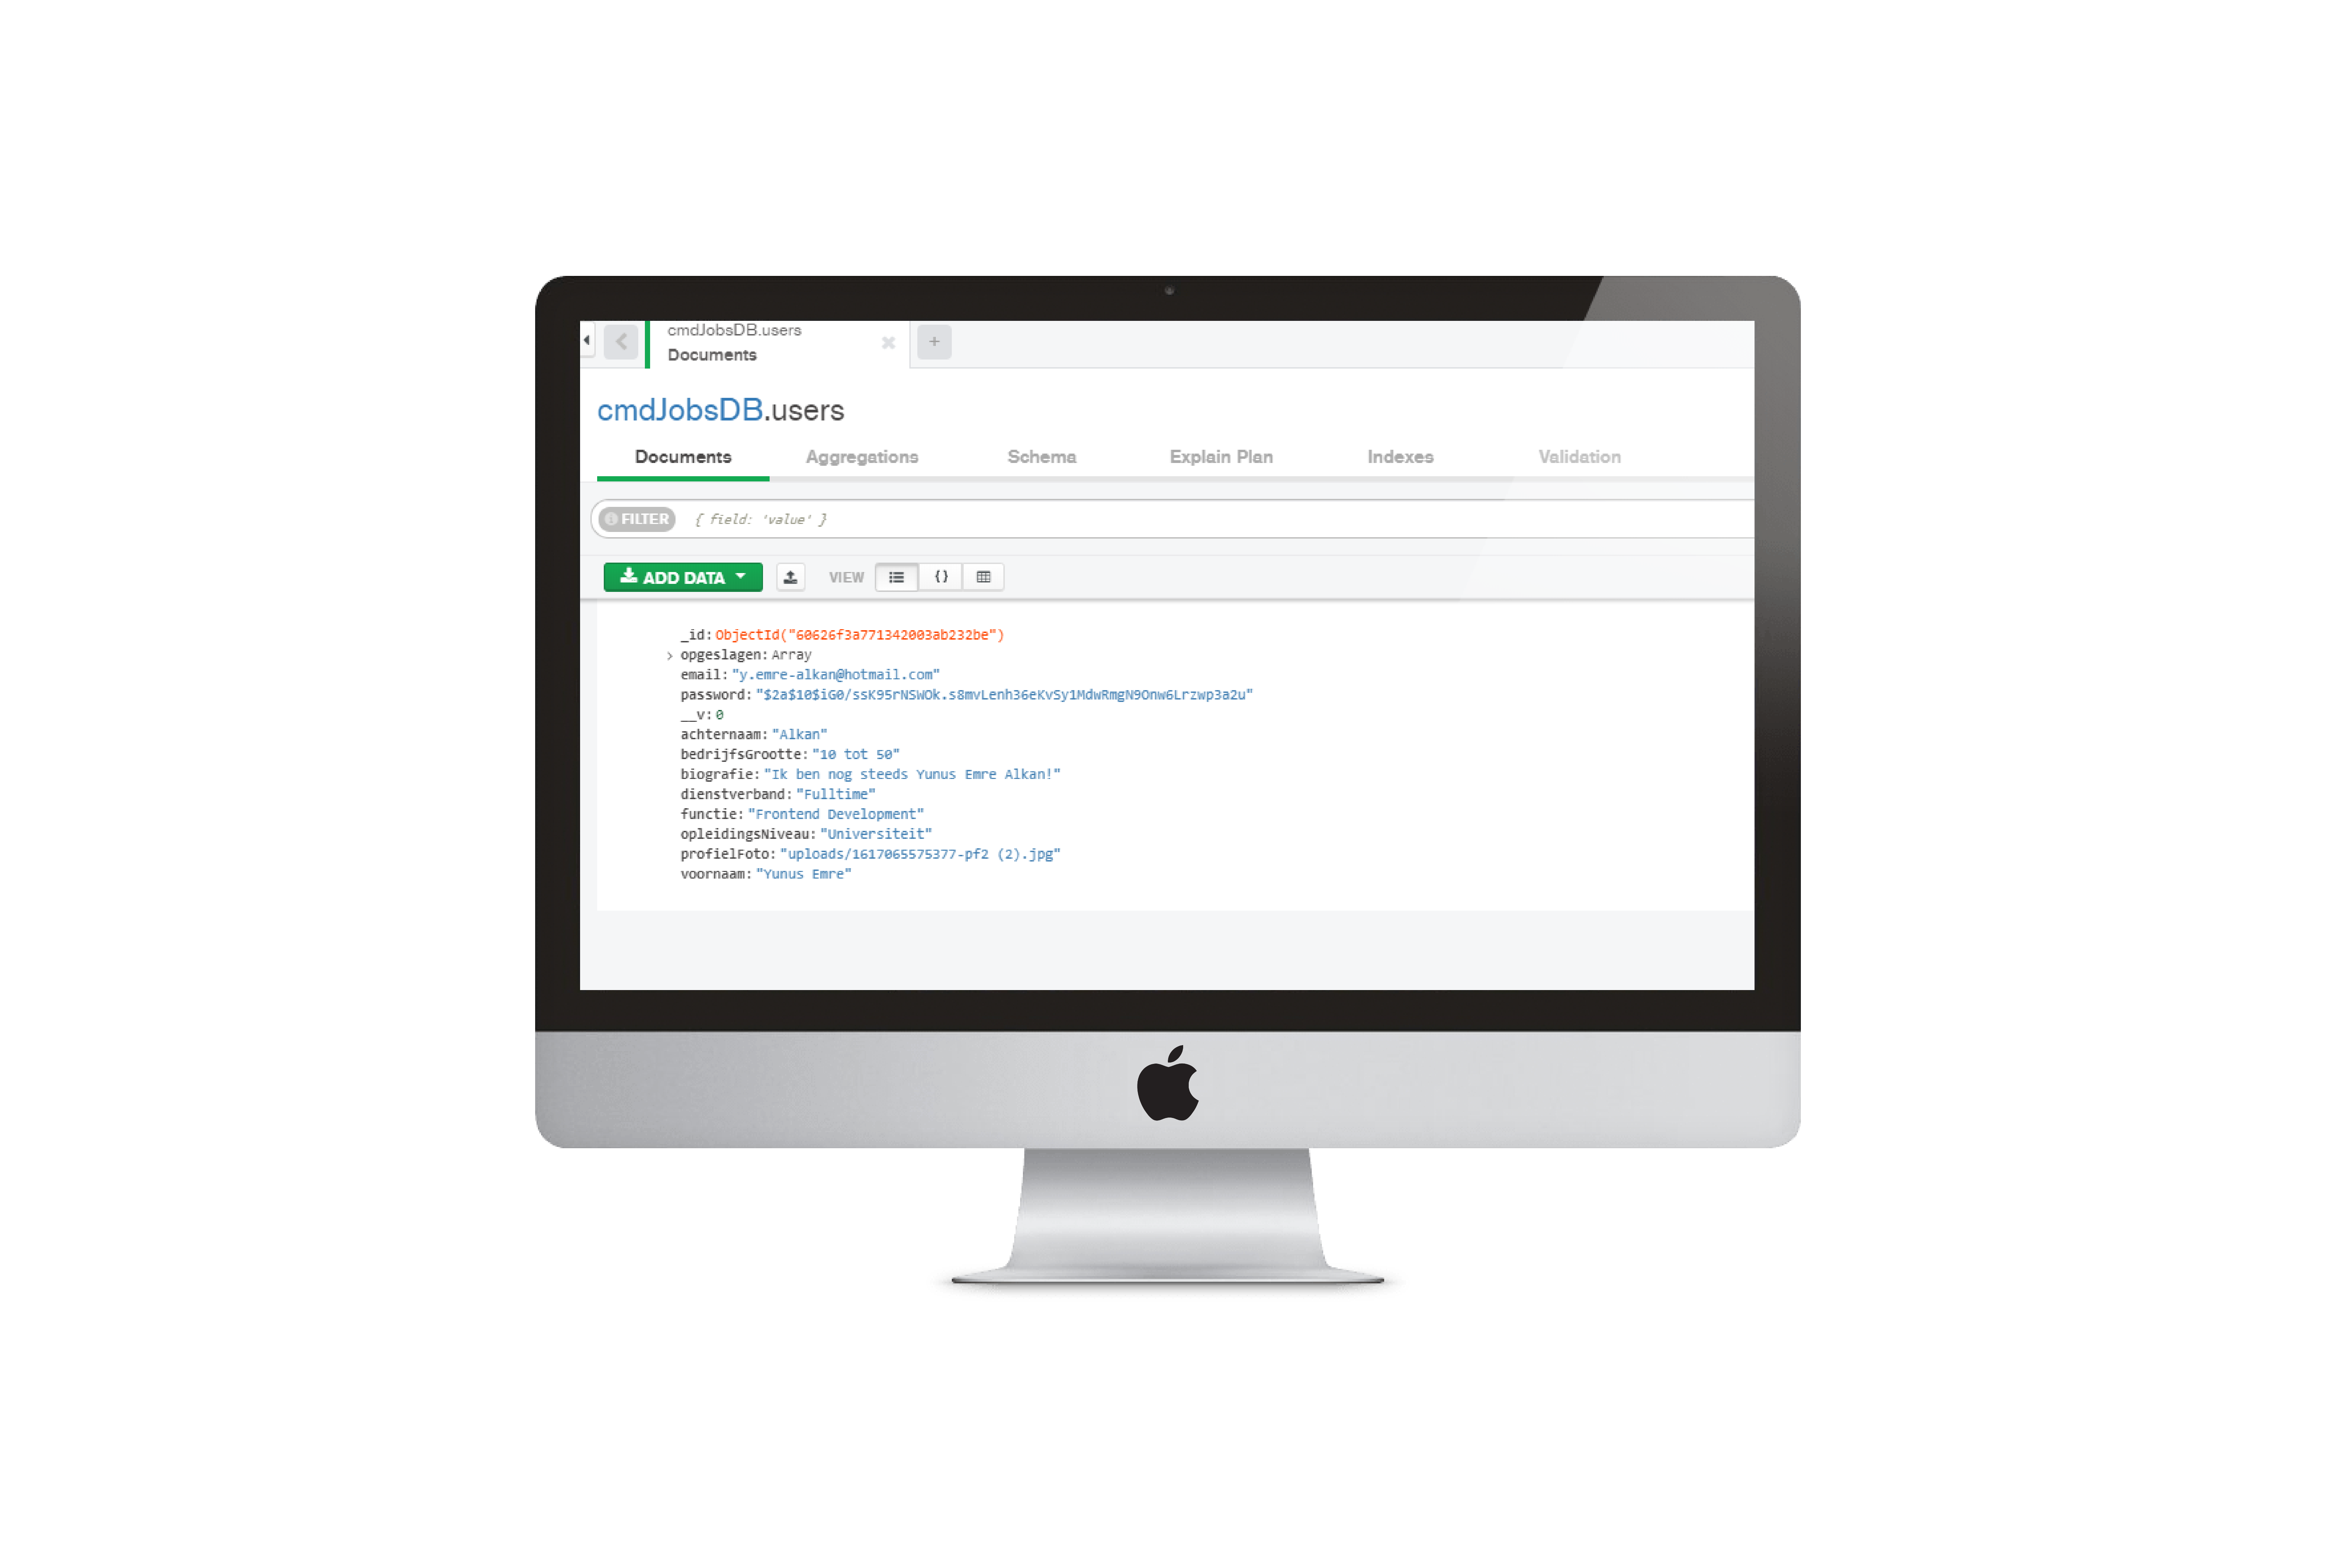 cmdJobsDB.users
Documents
cmdJobsDB.users
Documents Aggregations Schema Explain Plan Indexes Validation
FILTER { field: 'value' }
ADD DATA VIEW { }
_id: ObjectId("60626f3a771342003ab232be")
opgeslagen: Array
email: "y.emre-alkan@hotmail.com"
password: "$2a$10$iG0/ssK95rNSWOk.s8mvLenh36eKvSy1MdwRmgN9Onw6Lrzwp3a2u"
__v: 0
achternaam: "Alkan"
bedrijfsGrootte: "10 tot 50"
biografie: "Ik ben nog steeds Yunus Emre Alkan!"
dienstverband: "Fulltime"
functie: "Frontend Development"
opleidingsNiveau: "Universiteit"
profielFoto: "uploads/1617065575377-pf2 (2).jpg"
voornaam: "Yunus Emre"